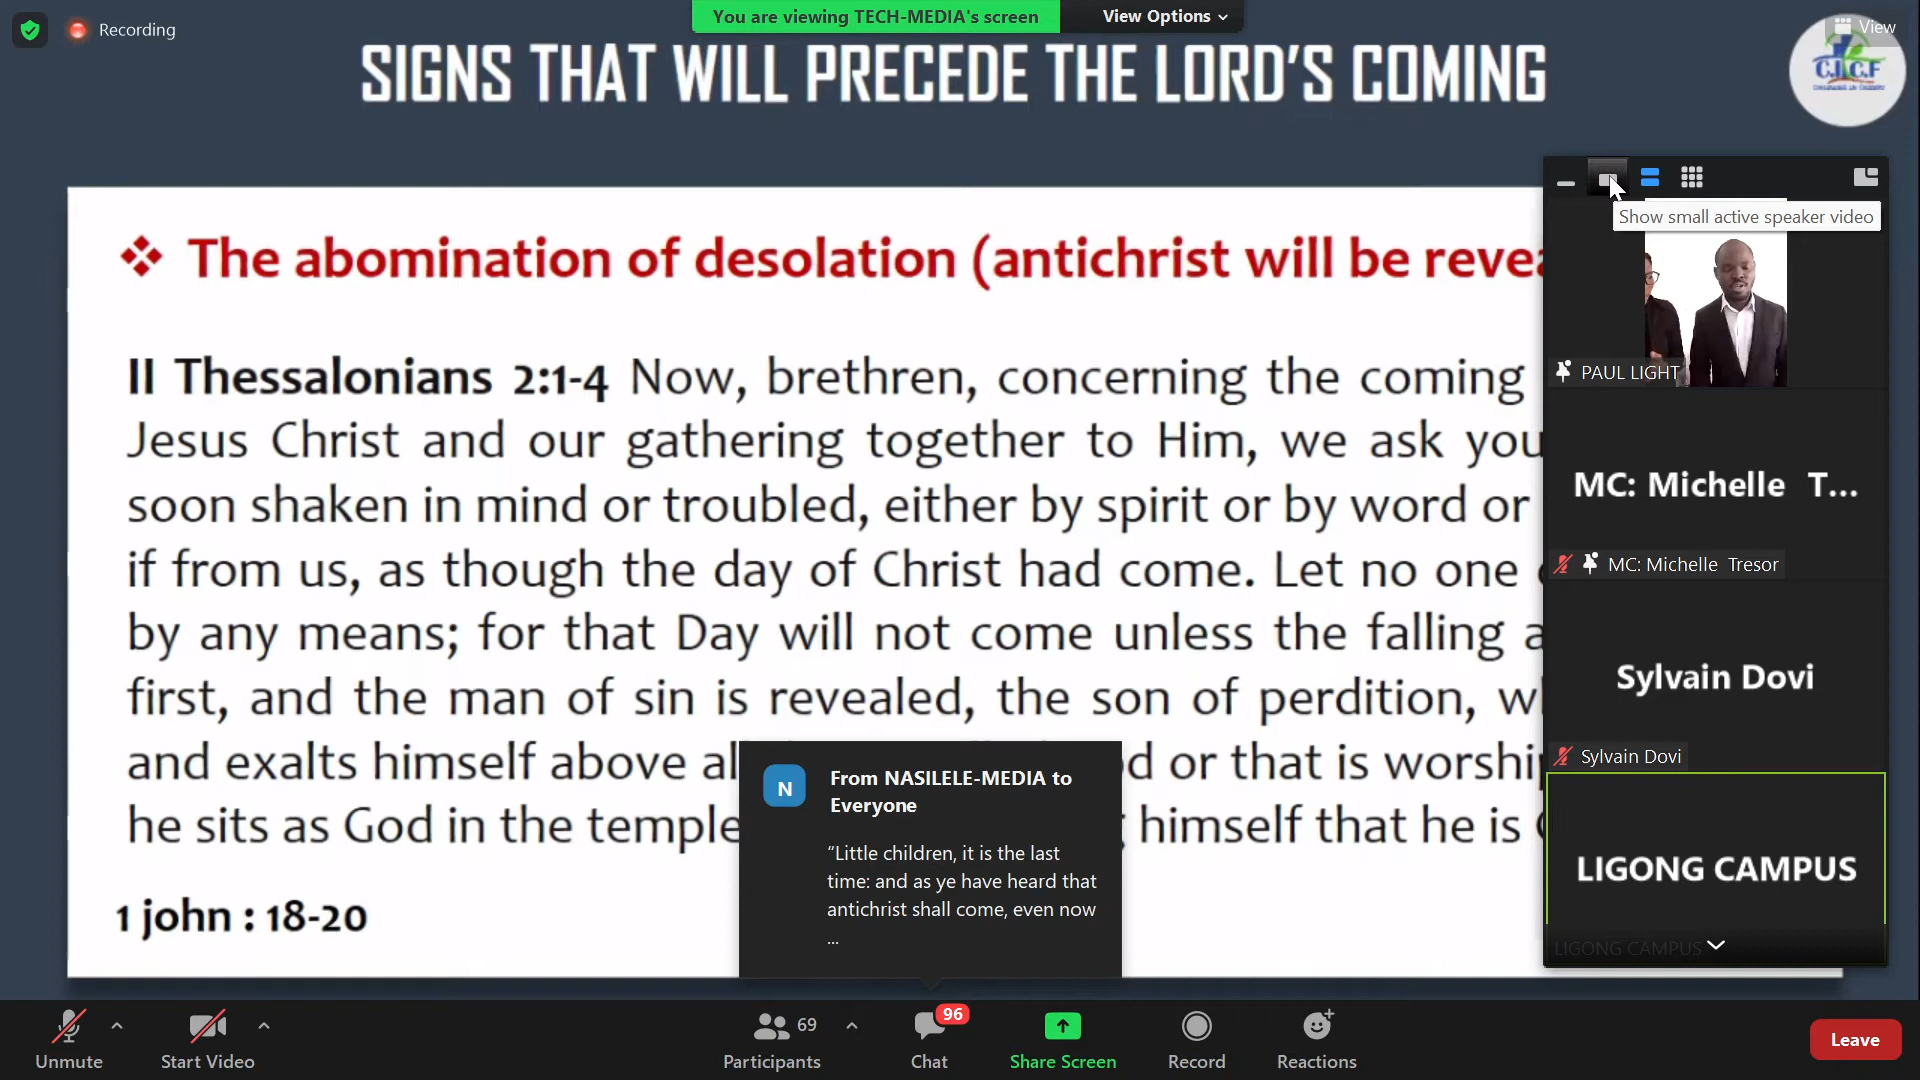 You are viewing TECH-MEDIA's screen
View Options
Recording
View
SIGNS THAT WILL PRECEDE THE LORD'S COMING
C.I.C.F
Show small active speaker video
❖ The abomination of desolation (antichrist will be revea
II Thessalonians 2:1-4 Now, brethren, concerning the coming
Jesus Christ and our gathering together to Him, we ask you
soon shaken in mind or troubled, either by spirit or by word or
if from us, as though the day of Christ had come. Let no one
by any means; for that Day will not come unless the falling a
first, and the man of sin is revealed, the son of perdition, w
and exalts himself above al d or that is worshi
he sits as God in the temple himself that he is
1 john : 18-20
PAUL LIGHT
MC: Michelle T...
MC: Michelle Tresor
Sylvain Dovi
Sylvain Dovi
LIGONG CAMPUS
LIGONG CAMPUS
N
From NASILELE-MEDIA to
Everyone
“Little children, it is the last
time: and as ye have heard that
antichrist shall come, even now
...
Unmute
Start Video
69
Participants
96
Chat
Share Screen
Record
Reactions
Leave